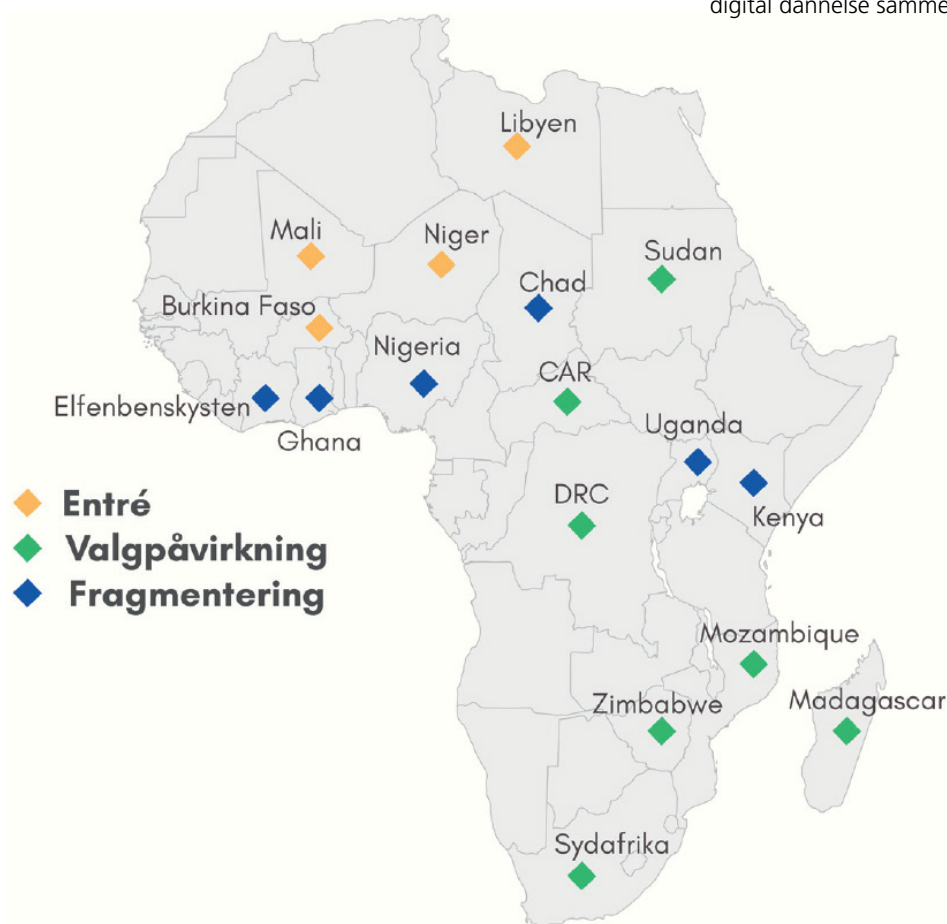 digital dannelse samme
Libyen
Mali
Niger
Sudan
Chad
Burkina Faso
Nigeria
CAR
Elfenbenskysten
Uganda
Ghana
DRC
Entré
Kenya
Valgpåvirkning
Fragmentering
Mozambique
Zimbabwe
Madagascar
Sydafrika